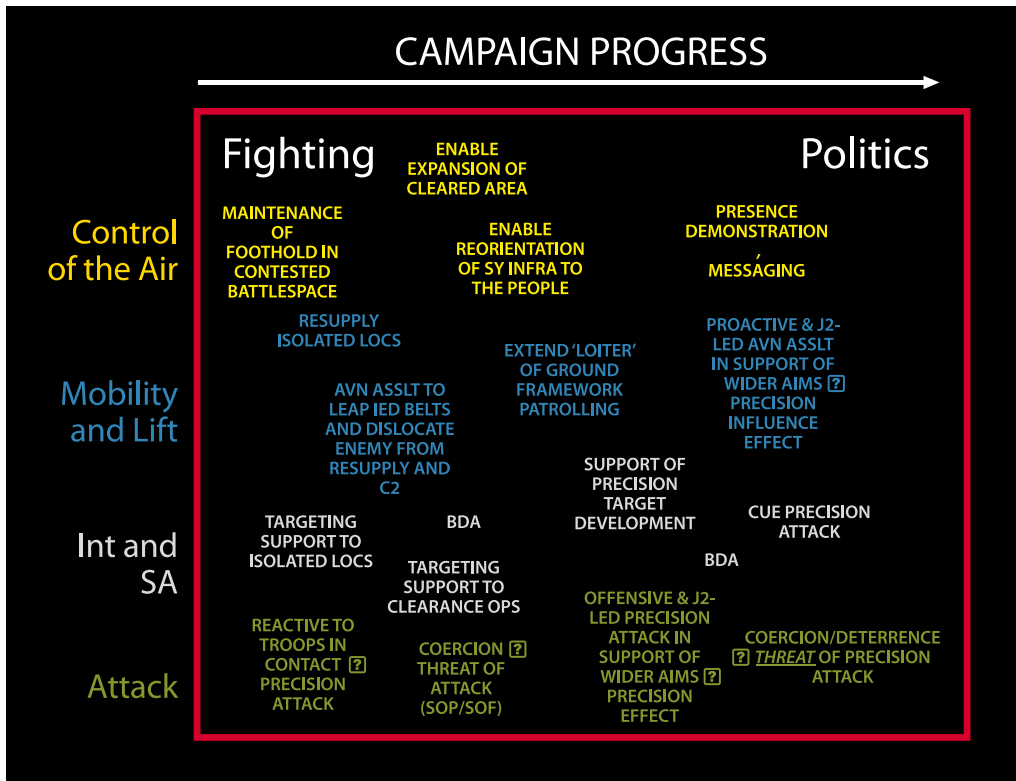 CAMPAIGN PROGRESS
Fighting
Politics
Control
of the Air
ENABLE
EXPANSION OF
CLEARED AREA
MAINTENANCE
OF
FOOTHOLD IN
CONTESTED
BATTLESPACE
ENABLE
REORIENTATION
OF SY INFRA TO
THE PEOPLE
PRESENCE
DEMONSTRATION
,
MESSAGING
Mobility
and Lift
RESUPPLY
ISOLATED LOCS
AVN ASSLT TO
LEAP IED BELTS
AND DISLOCATE
ENEMY FROM
RESUPPLY AND
C2
EXTEND ‘LOITER’
OF GROUND
FRAMEWORK
PATROLLING
PROACTIVE & J2-
LED AVN ASSLT
IN SUPPORT OF
WIDER AIMS ?
PRECISION
INFLUENCE
EFFECT
Int and
SA
TARGETING
SUPPORT TO
ISOLATED LOCS
BDA
TARGETING
SUPPORT TO
CLEARANCE OPS
SUPPORT OF
PRECISION
TARGET
DEVELOPMENT
CUE PRECISION
ATTACK
BDA
Attack
REACTIVE TO
TROOPS IN
CONTACT ?
PRECISION
ATTACK
COERCION ?
THREAT OF
ATTACK
(SOP/SOF)
OFFENSIVE & J2-
LED PRECISION
ATTACK IN
SUPPORT OF
WIDER AIMS ?
PRECISION
EFFECT
COERCION/DETERRENCE
? THREAT OF PRECISION
ATTACK